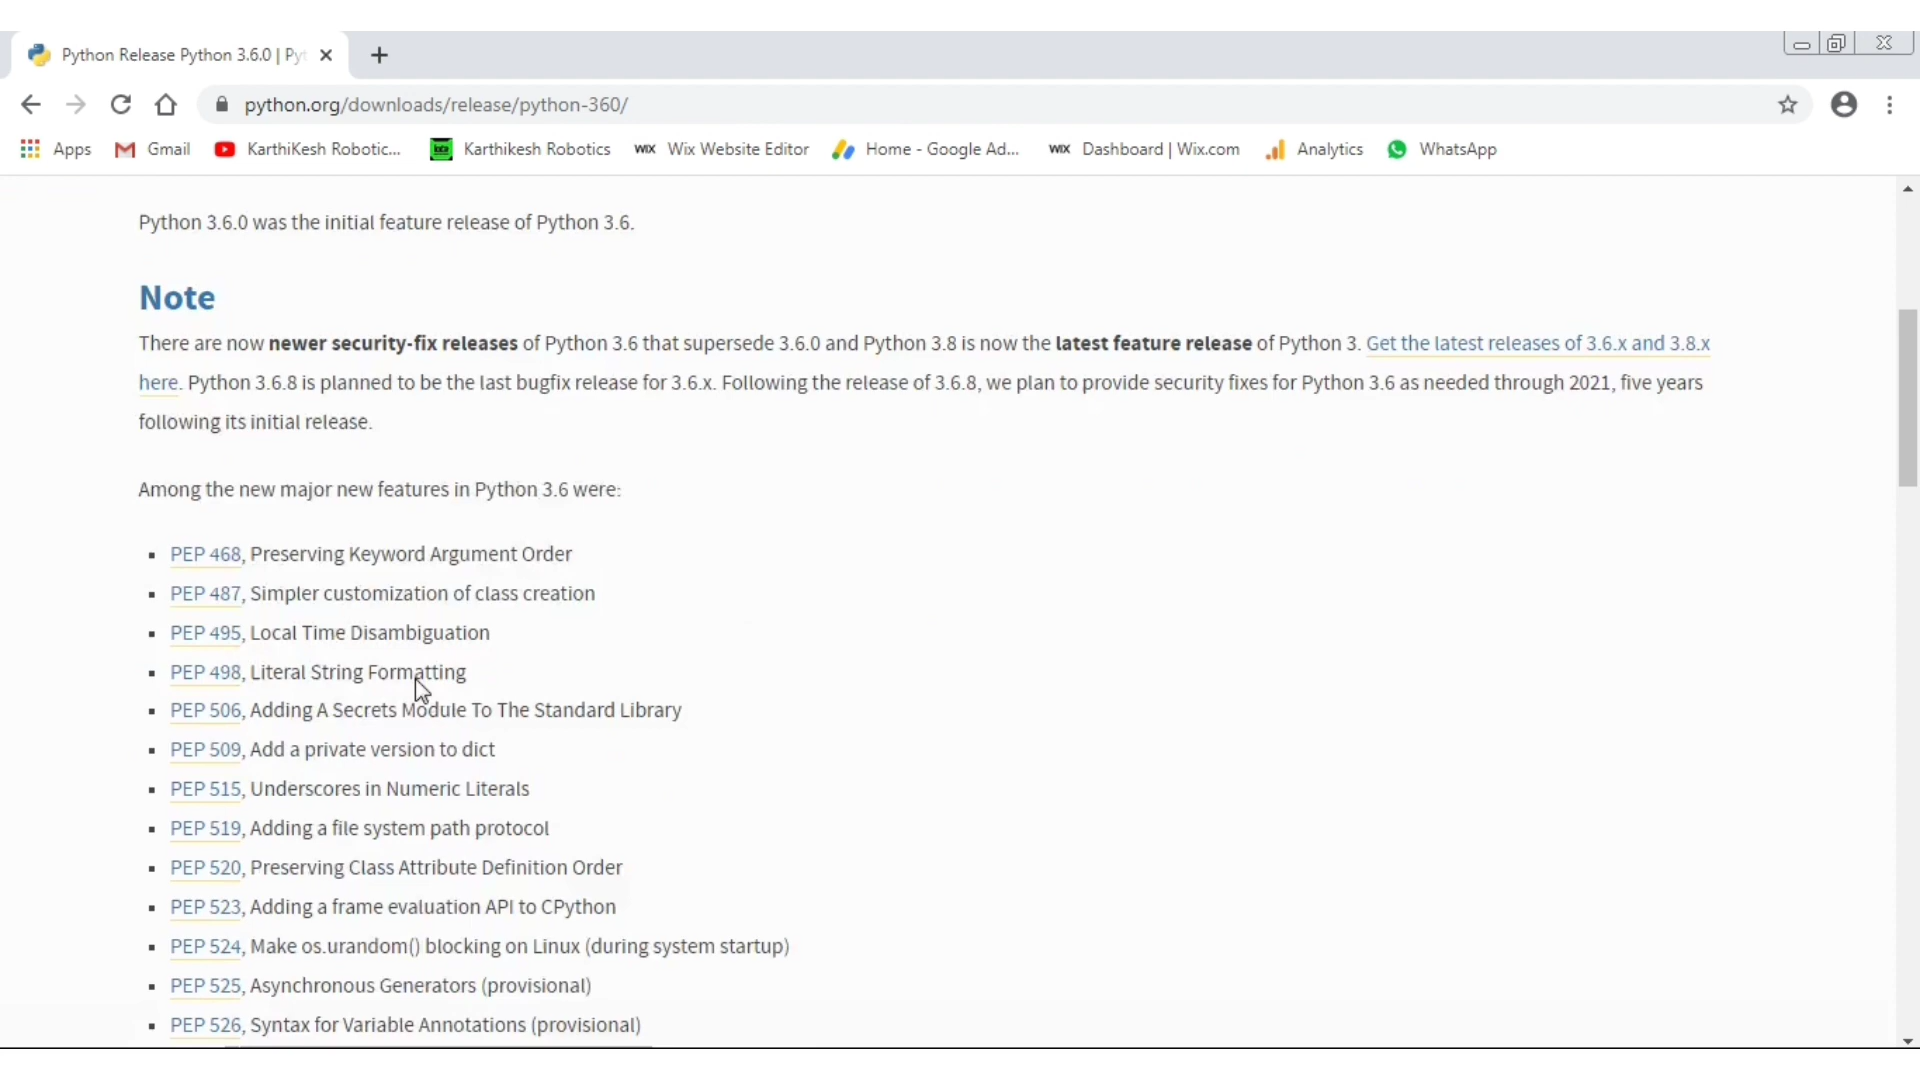 Python Release Python 3.6.0 | Pyt
python.org/downloads/release/python-360/
Apps Gmail KarthiKesh Robotic... Karthikesh Robotics WIX Wix Website Editor Home - Google Ad... WIX Dashboard | Wix.com Analytics WhatsApp
Python 3.6.0 was the initial feature release of Python 3.6.
Note
There are now newer security-fix releases of Python 3.6 that supersede 3.6.0 and Python 3.8 is now the latest feature release of Python 3. Get the latest releases of 3.6.x and 3.8.x
here. Python 3.6.8 is planned to be the last bugfix release for 3.6.x. Following the release of 3.6.8, we plan to provide security fixes for Python 3.6 as needed through 2021, five years
following its initial release.
Among the new major new features in Python 3.6 were:
PEP 468, Preserving Keyword Argument Order
PEP 487, Simpler customization of class creation
PEP 495, Local Time Disambiguation
PEP 498, Literal String Formatting
PEP 506, Adding A Secrets Module To The Standard Library
PEP 509, Add a private version to dict
PEP 515, Underscores in Numeric Literals
PEP 519, Adding a file system path protocol
PEP 520, Preserving Class Attribute Definition Order
PEP 523, Adding a frame evaluation API to CPython
PEP 524, Make os.urandom() blocking on Linux (during system startup)
PEP 525, Asynchronous Generators (provisional)
PEP 526, Syntax for Variable Annotations (provisional)